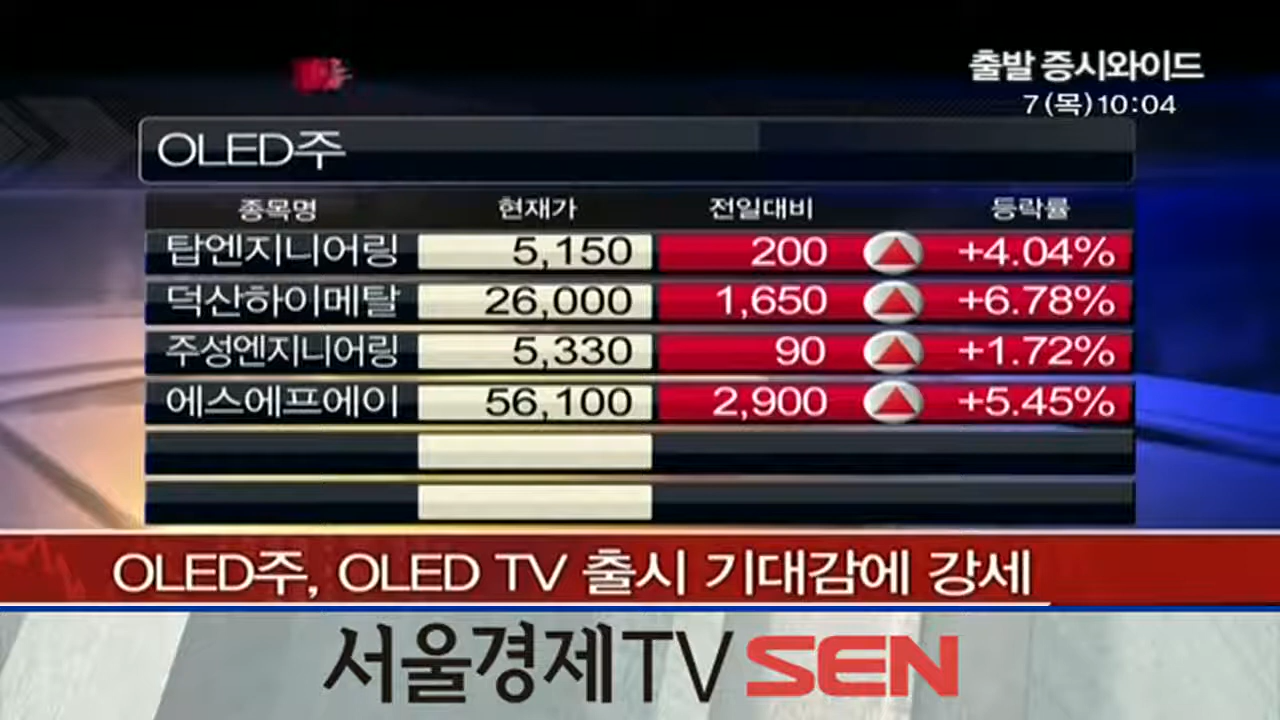 출발 증시와이드
7(목)10:04
OLED주
종목명 현재가 전일대비 등락률
탑엔지니어링 5,150 200 ▲ +4.04%
덕산하이메탈 26,000 1,650 ▲ +6.78%
주성엔지니어링 5,330 90 ▲ +1.72%
에스에프에이 56,100 2,900 ▲ +5.45%
OLED주, OLED TV 출시 기대감에 강세
서울경제TV SEN